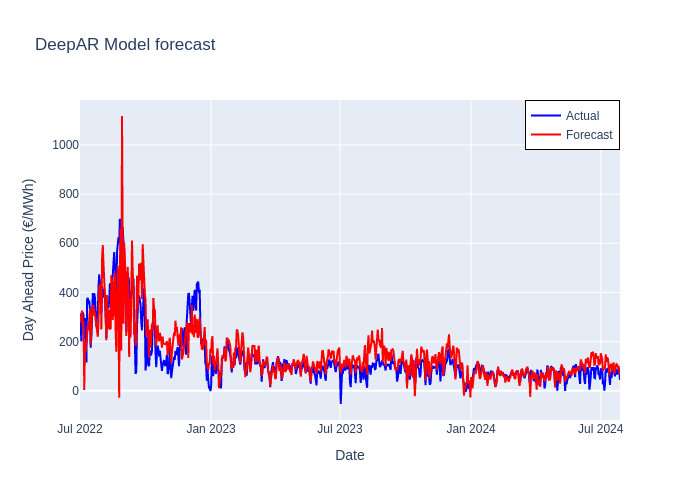 DeepAR Model forecast
Actual
Forecast
Day Ahead Price (€/MWh)
1000
800
600
400
200
0
Jul 2022
Jan 2023
Jul 2023
Jan 2024
Jul 2024
Date